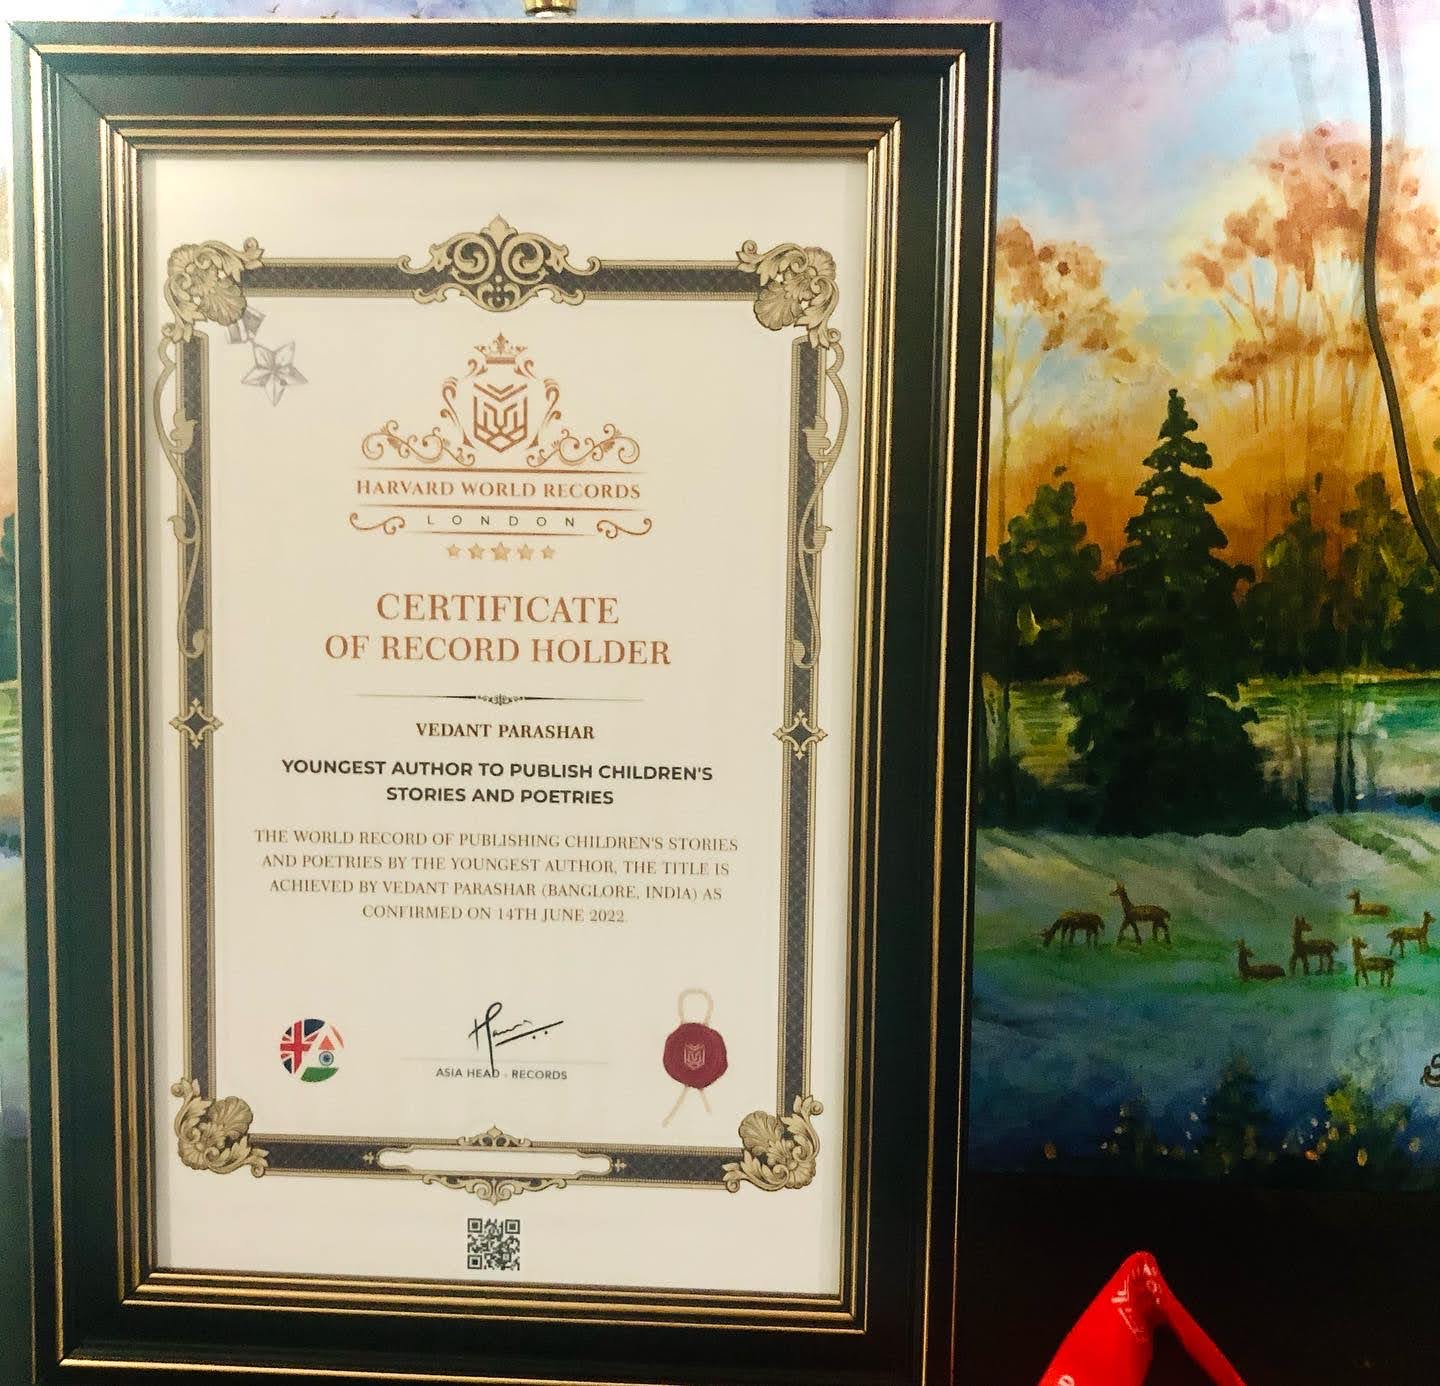 HARVARD WORLD RECORDS
LONDON
CERTIFICATE
OF RECORD HOLDER
VEDANT PARASHAR
YOUNGEST AUTHOR TO PUBLISH CHILDREN'S
STORIES AND POETRIES
THE WORLD RECORD OF PUBLISHING CHILDREN'S STORIES
AND POETRIES BY THE YOUNGEST AUTHOR, THE TITLE IS
ACHIEVED BY VEDANT PARASHAR (BANGLORE, INDIA) AS
CONFIRMED ON 14TH JUNE 2022.
ASIA HEAD - RECORDS